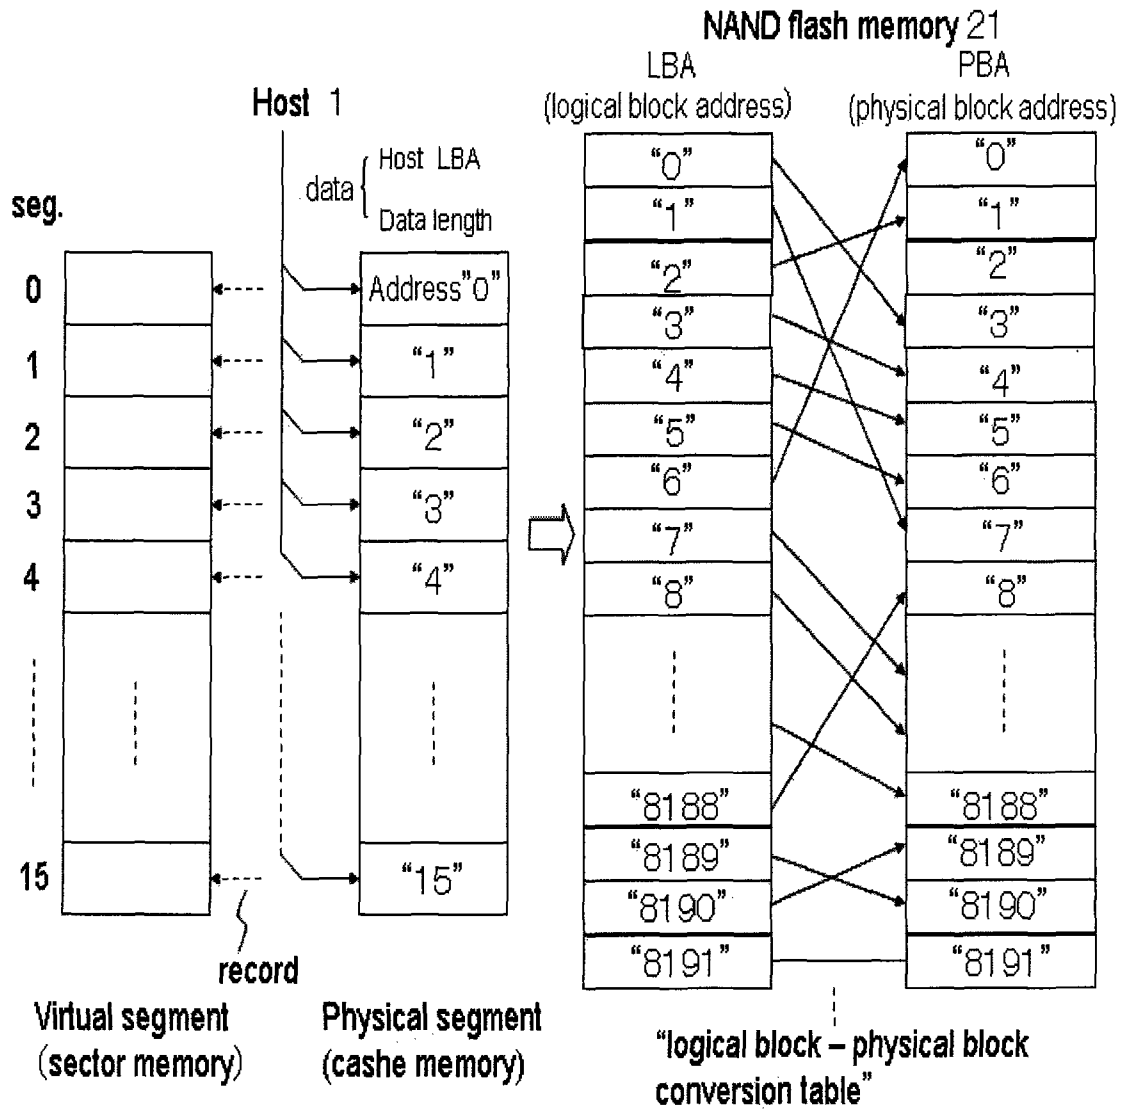 NAND flash memory 21
LBA
(logical block address)
PBA
(physical block address)
Host 1
data
Host LBA
Data length
seg.
0
1
2
3
4
15
Address"0"
"1"
"2"
"3"
"4"
"15"
"0"
"1"
"2"
"3"
"4"
"5"
"6"
"7"
"8"
"8188"
"8189"
"8190"
"8191"
"0"
"1"
"2"
"3"
"4"
"5"
"6"
"7"
"8"
"8188"
"8189"
"8190"
"8191"
record
Virtual segment
(sector memory)
Physical segment
(cashe memory)
"logical block – physical block
conversion table"